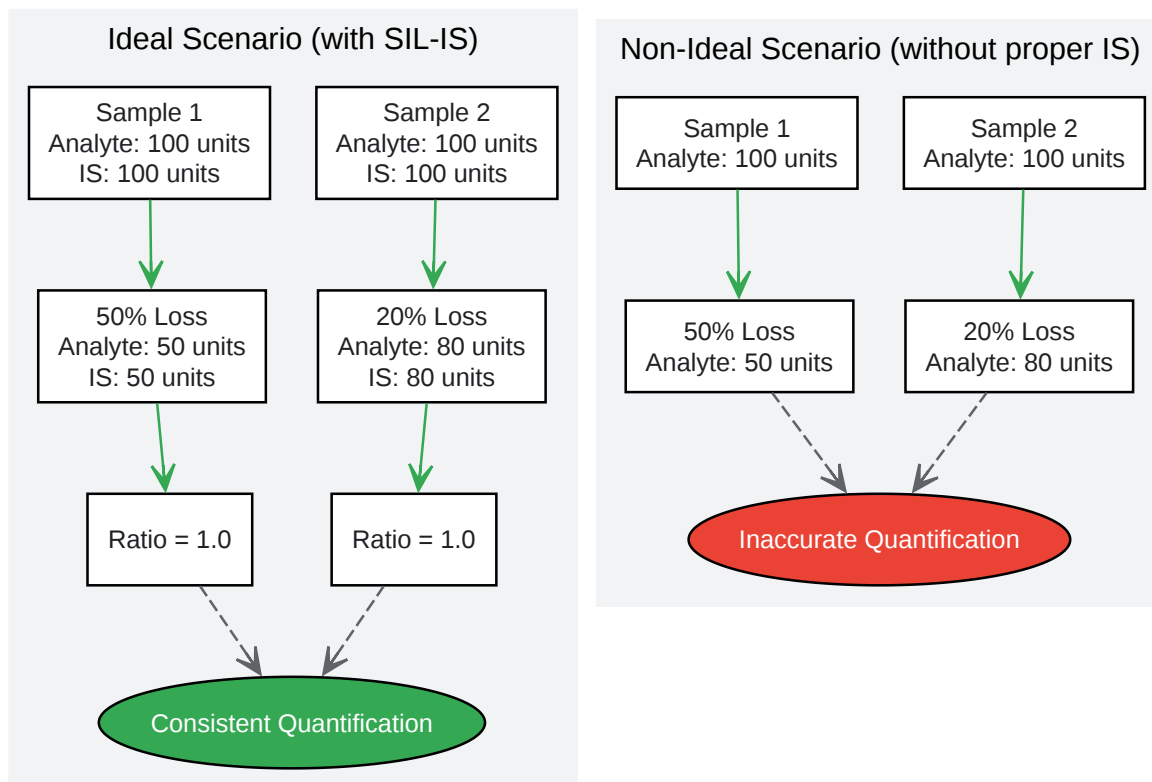 Ideal Scenario (with SIL-IS)
Sample 1
Analyte: 100 units
IS: 100 units
Sample 2
Analyte: 100 units
IS: 100 units
50% Loss
Analyte: 50 units
IS: 50 units
20% Loss
Analyte: 80 units
IS: 80 units
Ratio = 1.0
Ratio = 1.0
Consistent Quantification
Non-Ideal Scenario (without proper IS)
Sample 1
Analyte: 100 units
Sample 2
Analyte: 100 units
50% Loss
Analyte: 50 units
20% Loss
Analyte: 80 units
Inaccurate Quantification